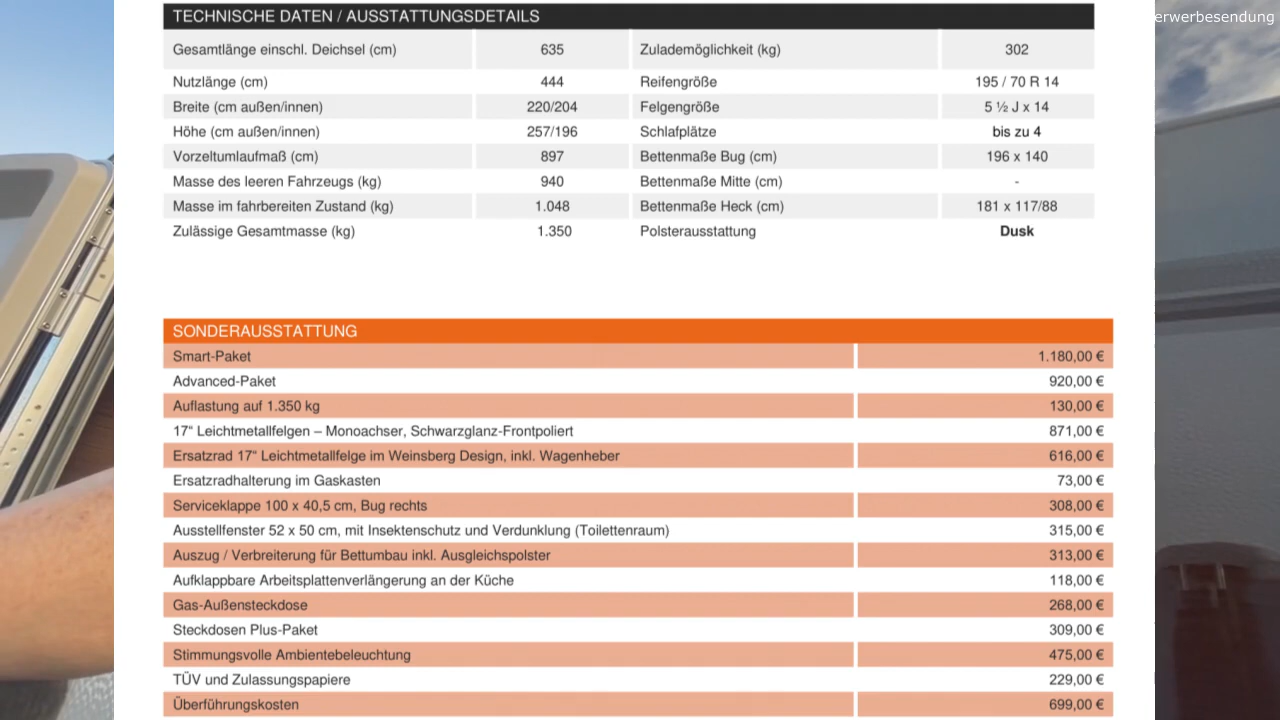 TECHNISCHE DATEN / AUSSTATTUNGSDETAILS
erwerbesendung
Gesamtlänge einschl. Deichsel (cm) 635 Zulademöglichkeit (kg) 302
Nutzlänge (cm) 444 Reifengröße 195 / 70 R 14
Breite (cm außen/innen) 220/204 Felgengröße 5 ½ J x 14
Höhe (cm außen/innen) 257/196 Schlafplätze bis zu 4
Vorzeltumlaufmaß (cm) 897 Bettenmaße Bug (cm) 196 x 140
Masse des leeren Fahrzeugs (kg) 940 Bettenmaße Mitte (cm) -
Masse im fahrbereiten Zustand (kg) 1.048 Bettenmaße Heck (cm) 181 x 117/88
Zulässige Gesamtmasse (kg) 1.350 Polsterausstattung Dusk
SONDERAUSSTATTUNG
Smart-Paket 1.180,00 €
Advanced-Paket 920,00 €
Auflastung auf 1.350 kg 130,00 €
17“ Leichtmetallfelgen – Monoachser, Schwarzglanz-Frontpoliert 871,00 €
Ersatzrad 17“ Leichtmetallfelge im Weinsberg Design, inkl. Wagenheber 616,00 €
Ersatzradhalterung im Gaskasten 73,00 €
Serviceklappe 100 x 40,5 cm, Bug rechts 308,00 €
Ausstellfenster 52 x 50 cm, mit Insektenschutz und Verdunklung (Toilettenraum) 315,00 €
Auszug / Verbreiterung für Bettumbau inkl. Ausgleichspolster 313,00 €
Aufklappbare Arbeitsplattenverlängerung an der Küche 118,00 €
Gas-Außensteckdose 268,00 €
Steckdosen Plus-Paket 309,00 €
Stimmungsvolle Ambientebeleuchtung 475,00 €
TÜV und Zulassungspapiere 229,00 €
Überführungskosten 699,00 €